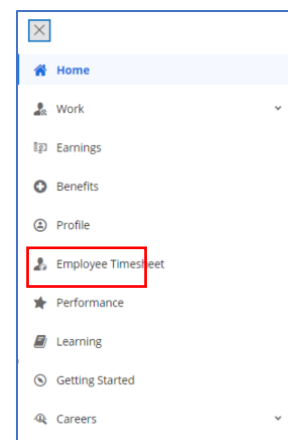 Home
Work
Earnings
Benefits
Profile
Employee Timesheet
Performance
Learning
Getting Started
Careers